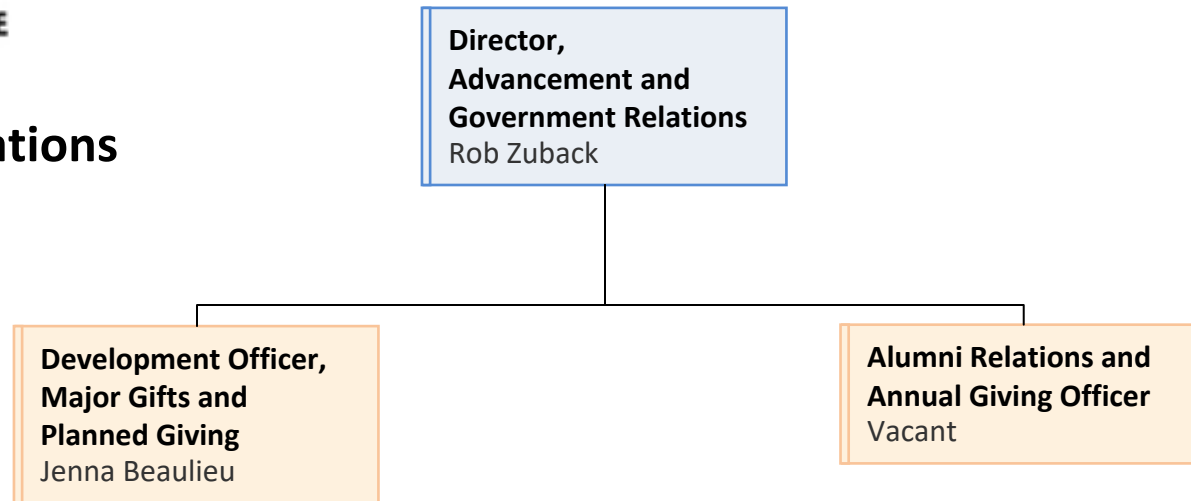 Director,
Advancement and
Government Relations
Rob Zuback
Development Officer,
Major Gifts and
Planned Giving
Jenna Beaulieu
Alumni Relations and
Annual Giving Officer
Vacant